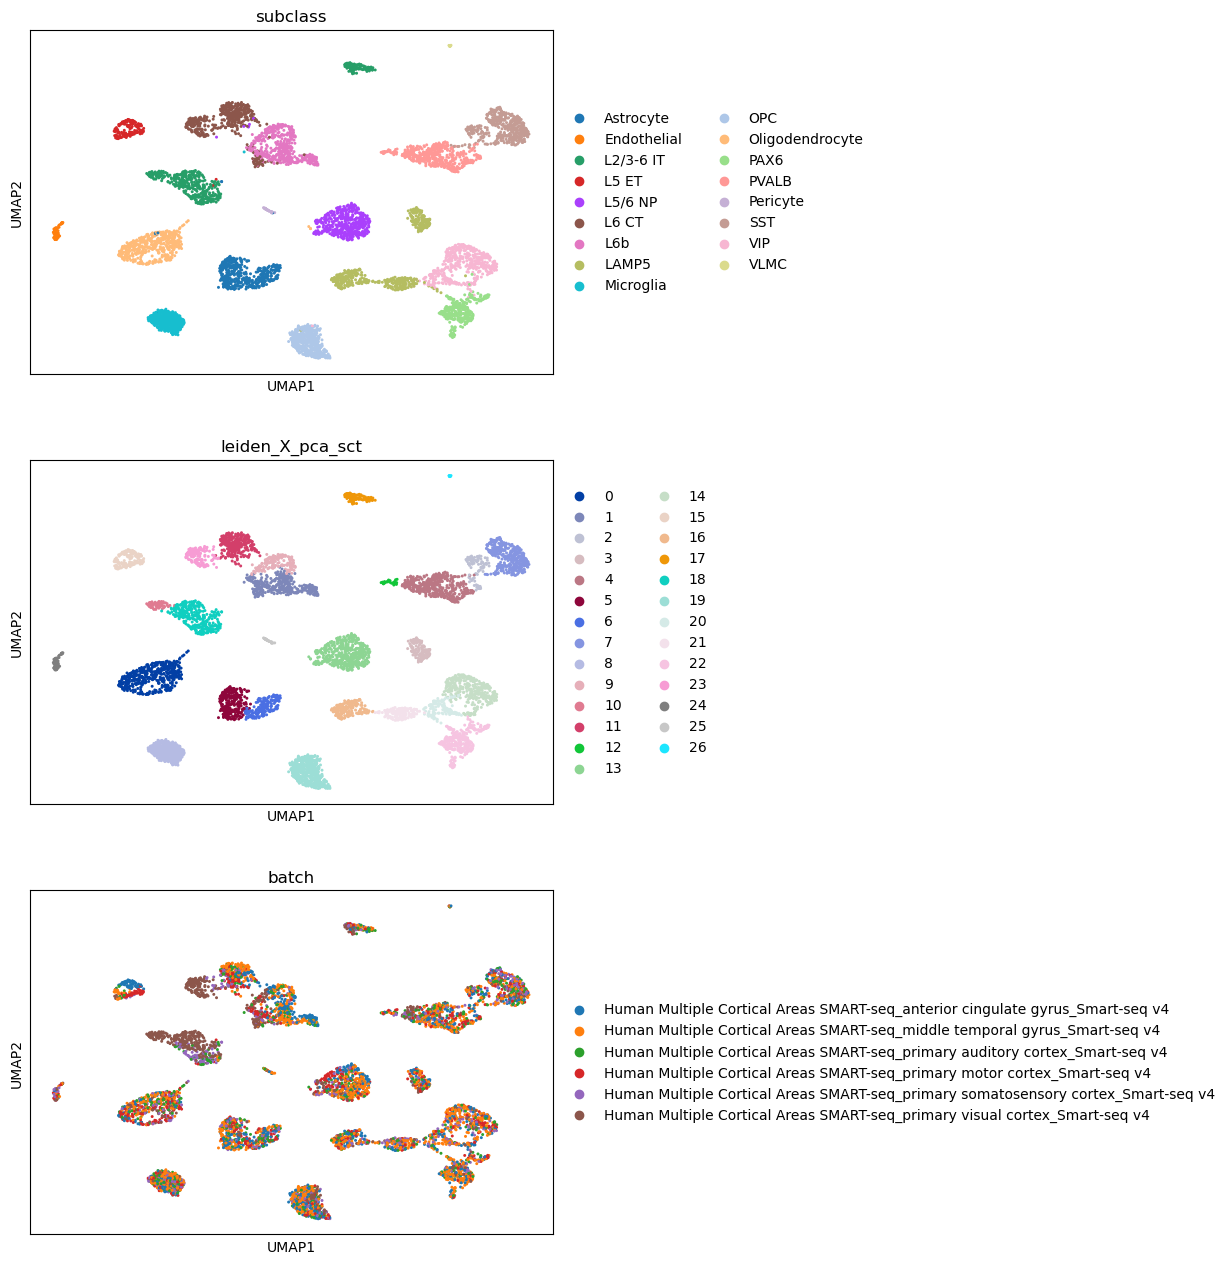 subclass
UMAP2
UMAP1
Astrocyte
Endothelial
L2/3-6 IT
L5 ET
L5/6 NP
L6 CT
L6b
LAMP5
Microglia
OPC
Oligodendrocyte
PAX6
PVALB
Pericyte
SST
VIP
VLMC
leiden_X_pca_sct
UMAP2
UMAP1
0
1
2
3
4
5
6
7
8
9
10
11
12
13
14
15
16
17
18
19
20
21
22
23
24
25
26
batch
UMAP2
UMAP1
Human Multiple Cortical Areas SMART-seq_anterior cingulate gyrus_Smart-seq v4
Human Multiple Cortical Areas SMART-seq_middle temporal gyrus_Smart-seq v4
Human Multiple Cortical Areas SMART-seq_primary auditory cortex_Smart-seq v4
Human Multiple Cortical Areas SMART-seq_primary motor cortex_Smart-seq v4
Human Multiple Cortical Areas SMART-seq_primary somatosensory cortex_Smart-seq v4
Human Multiple Cortical Areas SMART-seq_primary visual cortex_Smart-seq v4